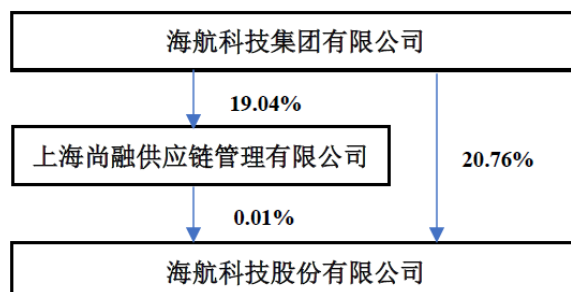 海航科技集团有限公司
19.04%
上海尚融供应链管理有限公司
20.76%
0.01%
海航科技股份有限公司